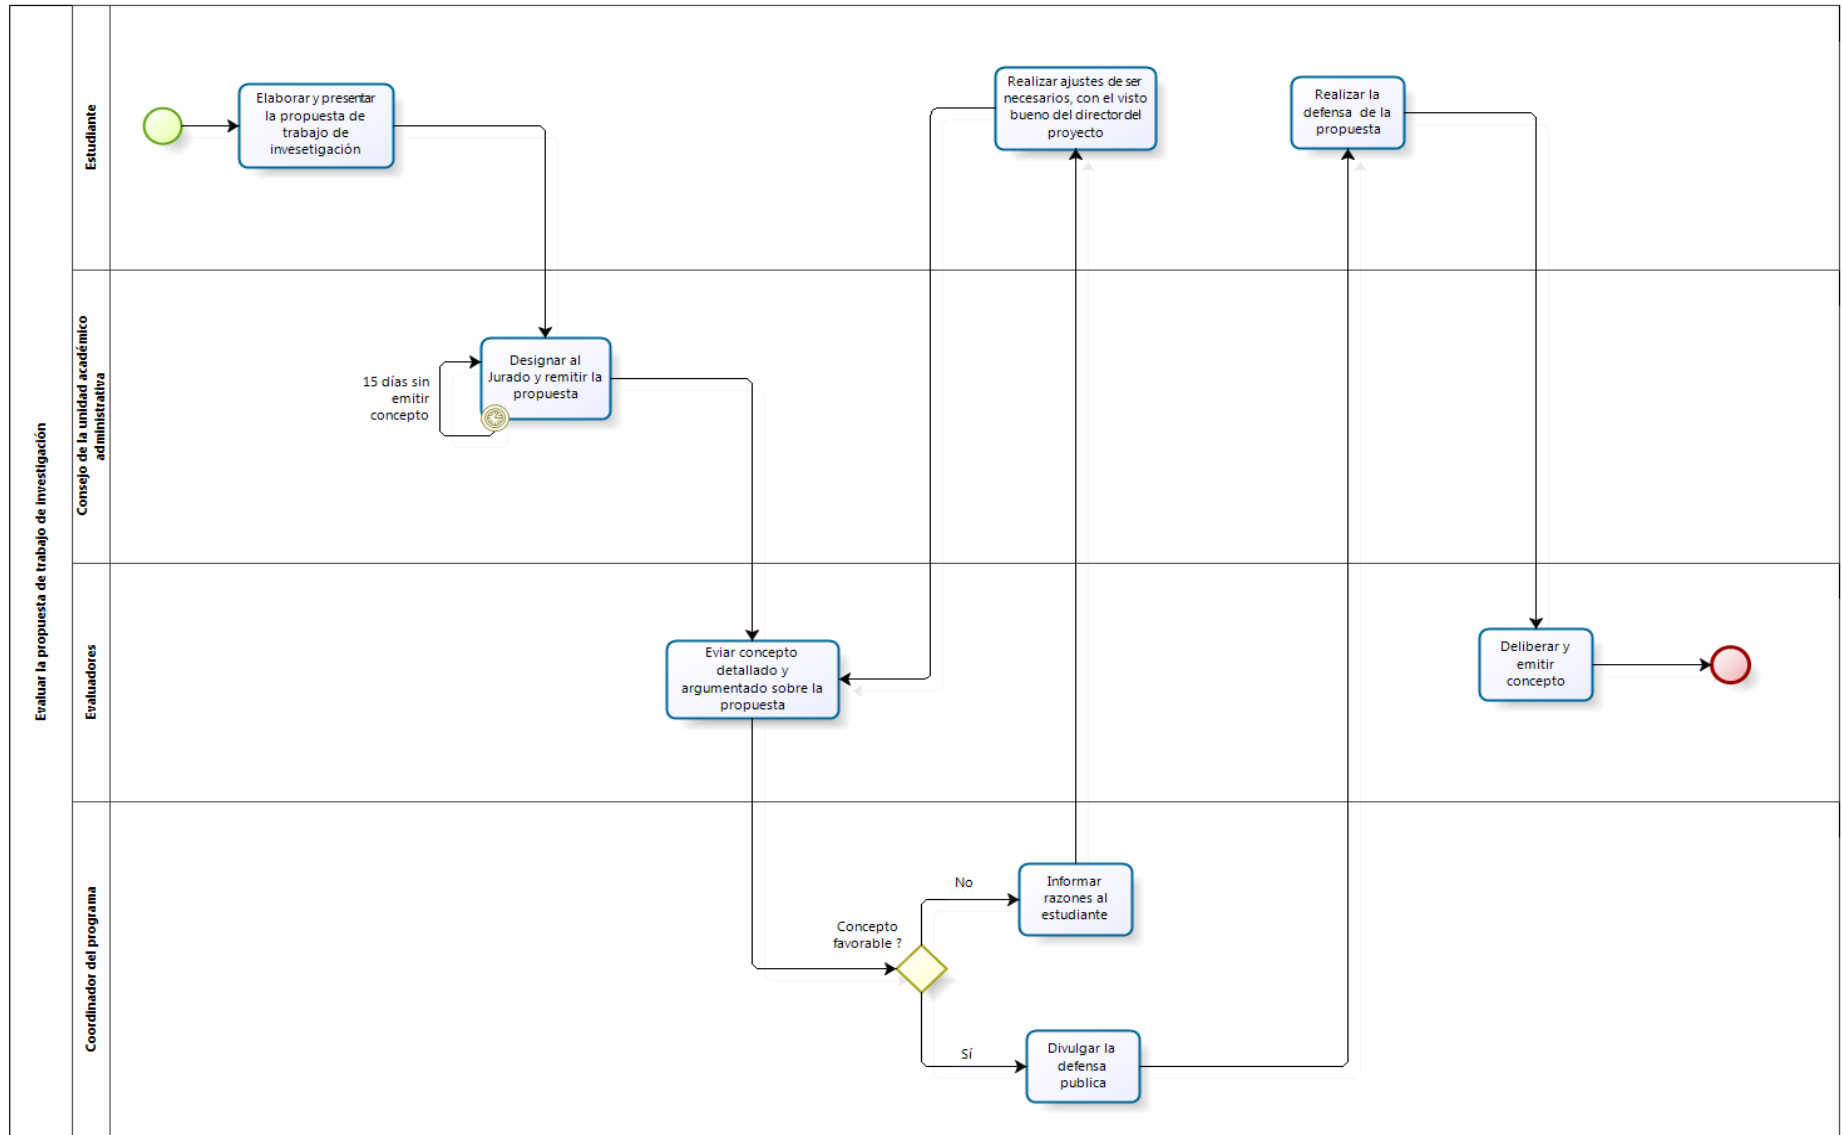 Evaluar la propuesta de trabajo de investigación
Estudiante
Elaborar y presentar
la propuesta de
trabajo de
invesetigación
Realizar ajustes de ser
necesarios, con el visto
bueno del director del
proyecto
Realizar la
defensa de la
propuesta
Consejo de la unidad académico
administrativa
15 días sin
emitir
concepto
Designar al
Jurado y remitir la
propuesta
Evaluadores
Eviar concepto
detallado y
argumentado sobre la
propuesta
Deliberar y
emitir
concepto
Coordinador del programa
Concepto
favorable ?
No
Informar
razones al
estudiante
Sí
Divulgar la
defensa
publica